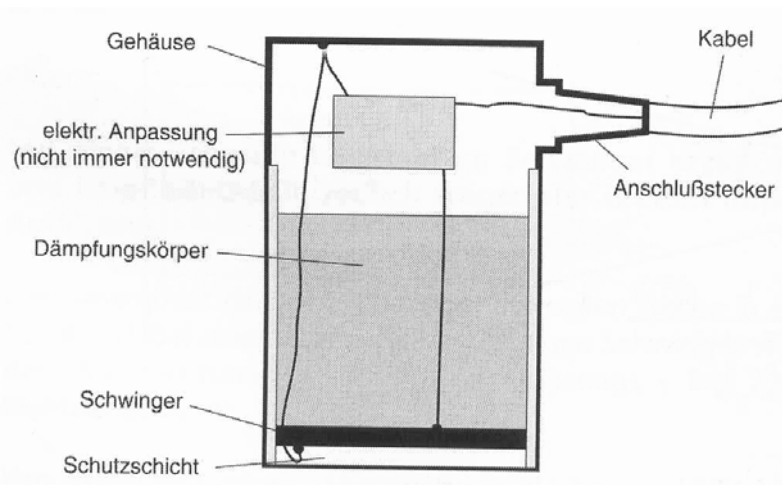 Gehäuse
Kabel
elektr. Anpassung
(nicht immer notwendig)
Anschlußstecker
Dämpfungskörper
Schwinger
Schutzschicht